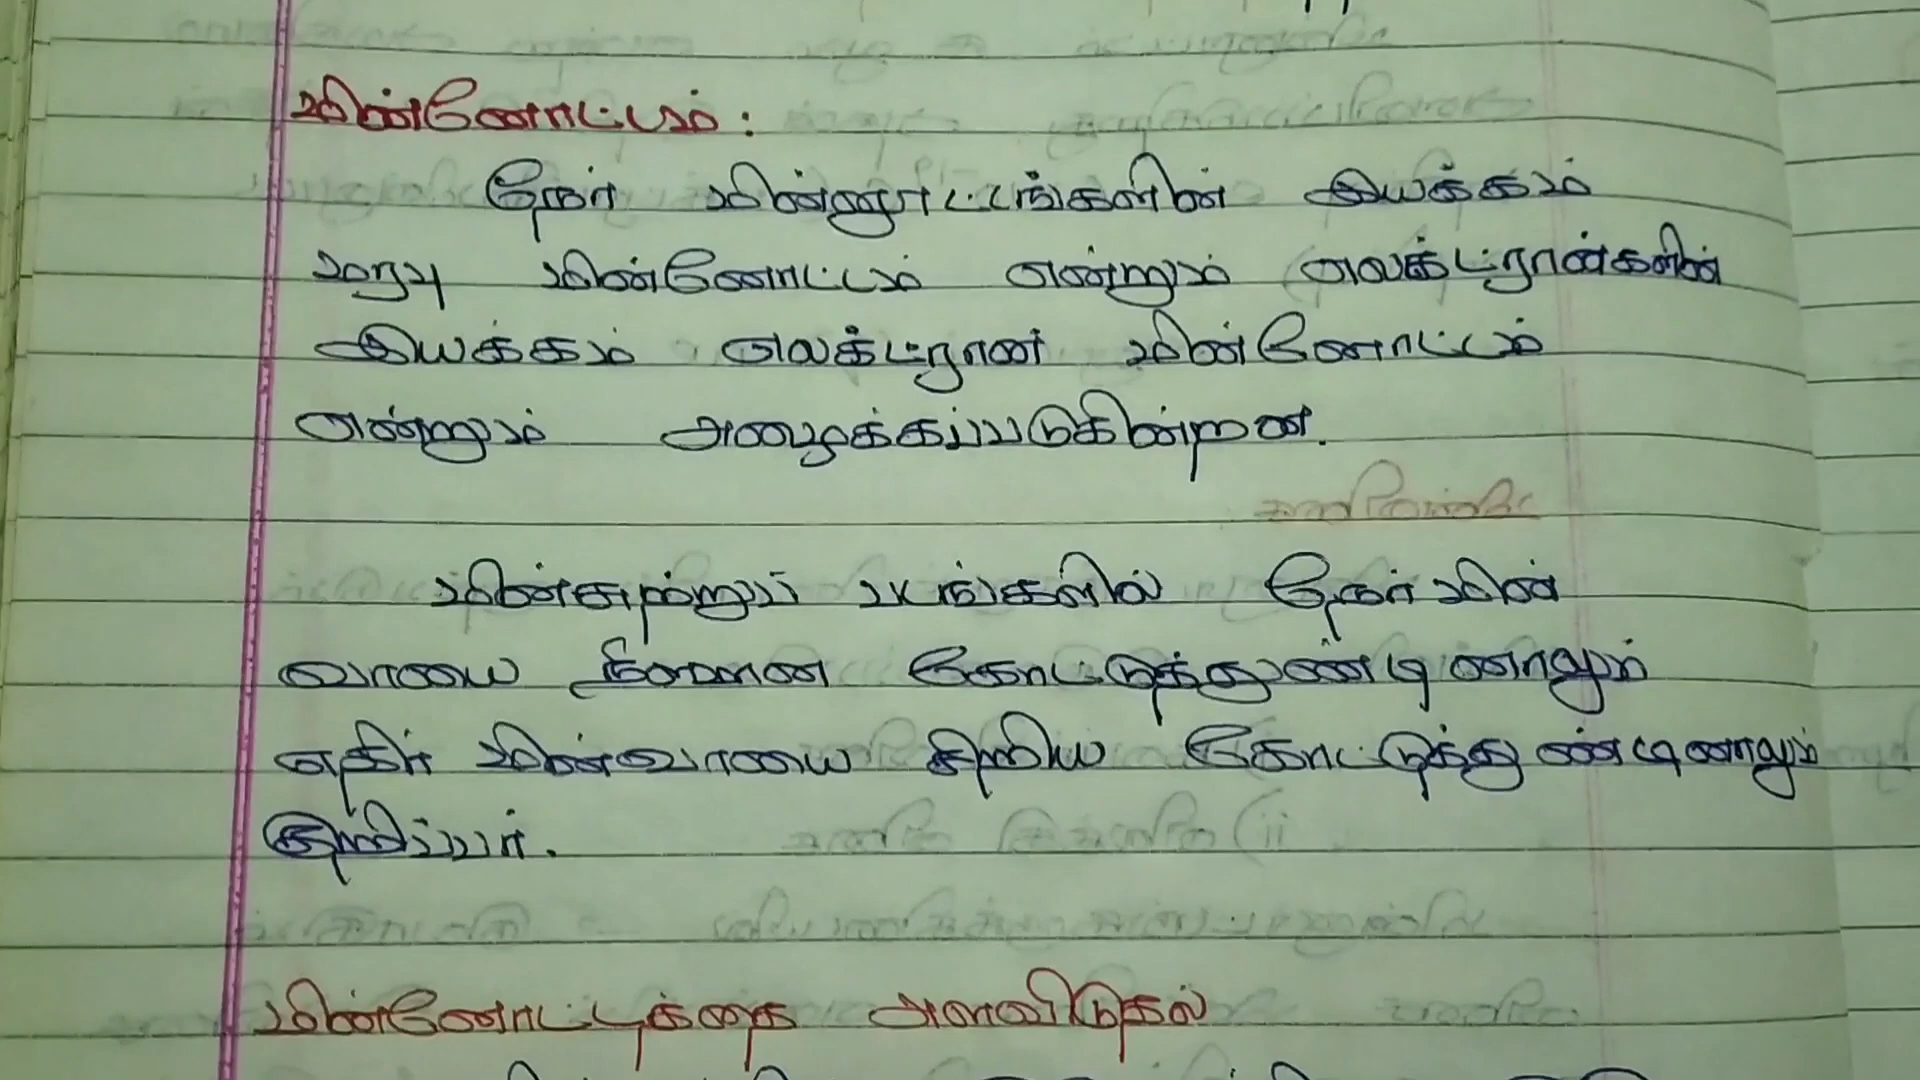 மின்னோட்டம் :
நேர் மின்னூட்டங்களின் இயக்கம்
மரபு மின்னோட்டம் என்றும் எலக்ட்ரான்களின்
இயக்கம் எலக்ட்ரான் மின்னோட்டம்
என்றும் அழைக்கப்படுகின்றன.
மின்சுற்றுப் படங்களில் நேர்மின்
வாயை நீளமான கோட்டுத்துண்டினாலும்
எதிர் மின்வாயை சிறிய கோட்டுத்துண்டினாலும்
குறிப்பர்.
மின்னோட்டத்தை அளவிடுதல்